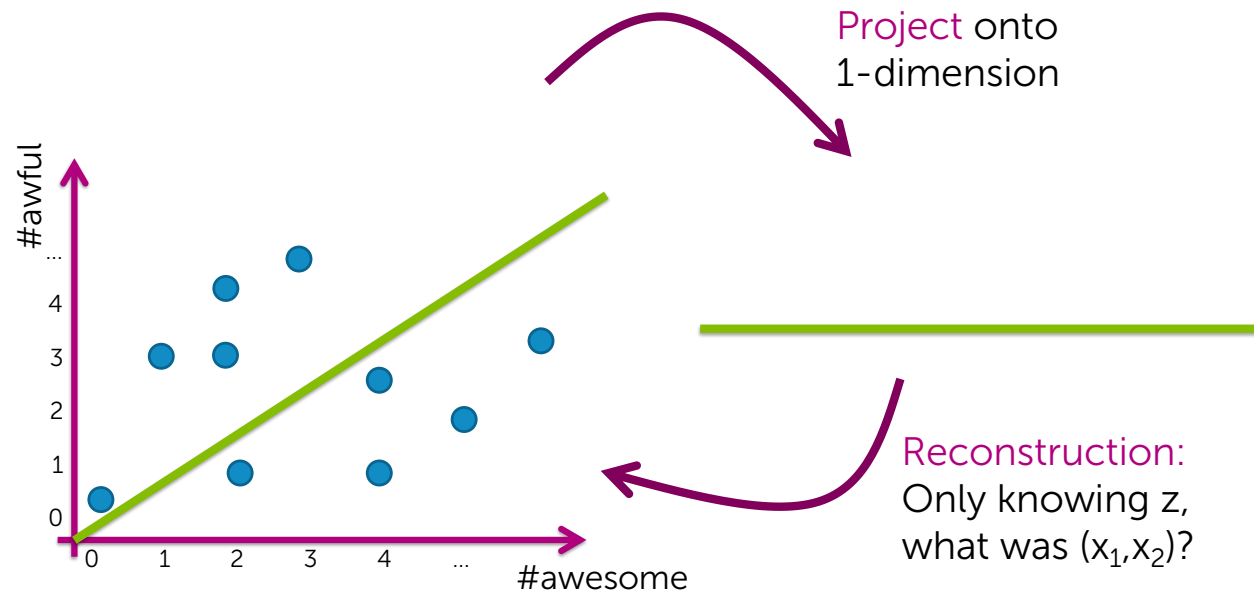 Project onto
1-dimension
#awful
...
4
3
2
1
0
0 1 2 3 4 ...
#awesome
Reconstruction:
Only knowing z,
what was (x₁,x₂)?